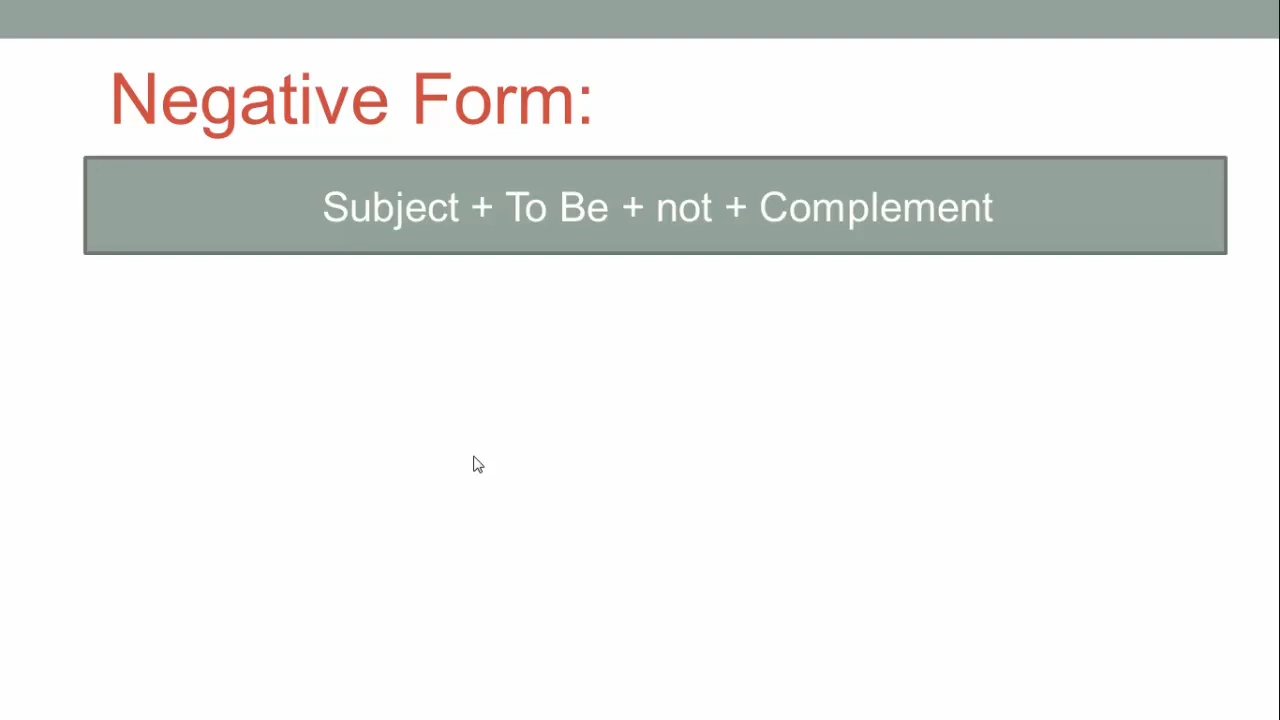 Negative Form:
Subject + To Be + not + Complement